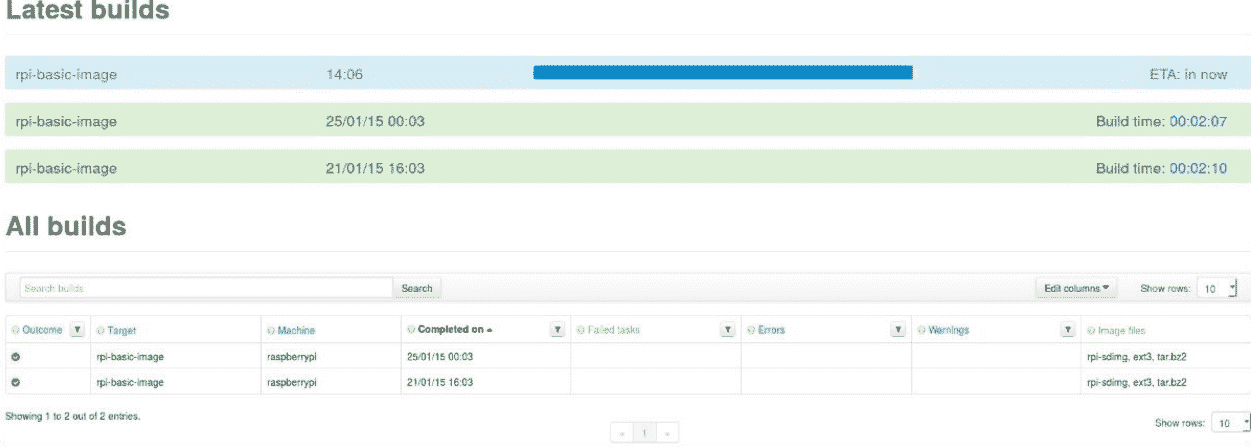 Latest builds
rpi-basic-image 14:06 ETA: in now
rpi-basic-image 25/01/15 00:03 Build time: 00:02:07
rpi-basic-image 21/01/15 16:03 Build time: 00:02:10
All builds
Search builds Search Edit columns Show rows: 10
Outcome Target Machine Completed on Failed tasks Errors Warnings Image files
rpi-basic-image raspberrypi 25/01/15 00:03 rpi-sdimg, ext3, tar.bz2
rpi-basic-image raspberrypi 21/01/15 16:03 rpi-sdimg, ext3, tar.bz2
Showing 1 to 2 out of 2 entries.
« 1 » Show rows: 10